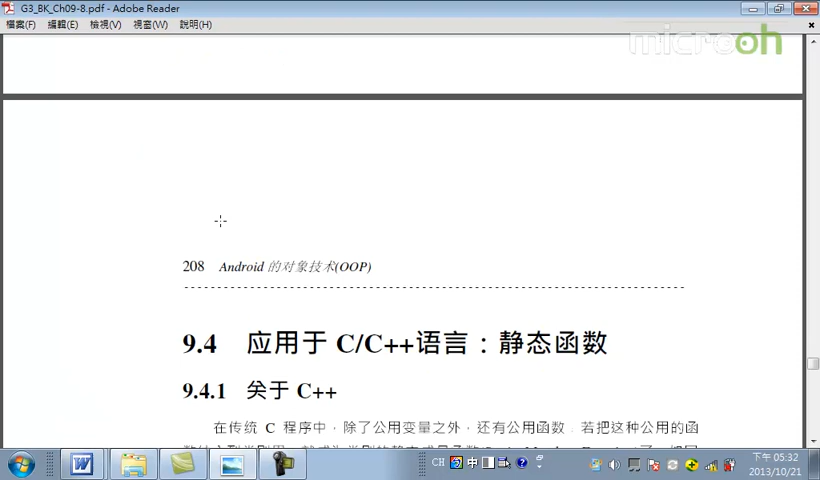 G3_BK_Ch09-8.pdf - Adobe Reader
檔案(F) 編輯(E) 檢視(V) 視窗(W) 說明(H)
microoh
208 Android 的对象技术(OOP)
9.4 应用于 C/C++语言：静态函数
9.4.1 关于 C++
在传统 C 程序中，除了公用变量之外，还有公用函数．若把这种公用的函
CH 中
下午 05:32
2013/10/21